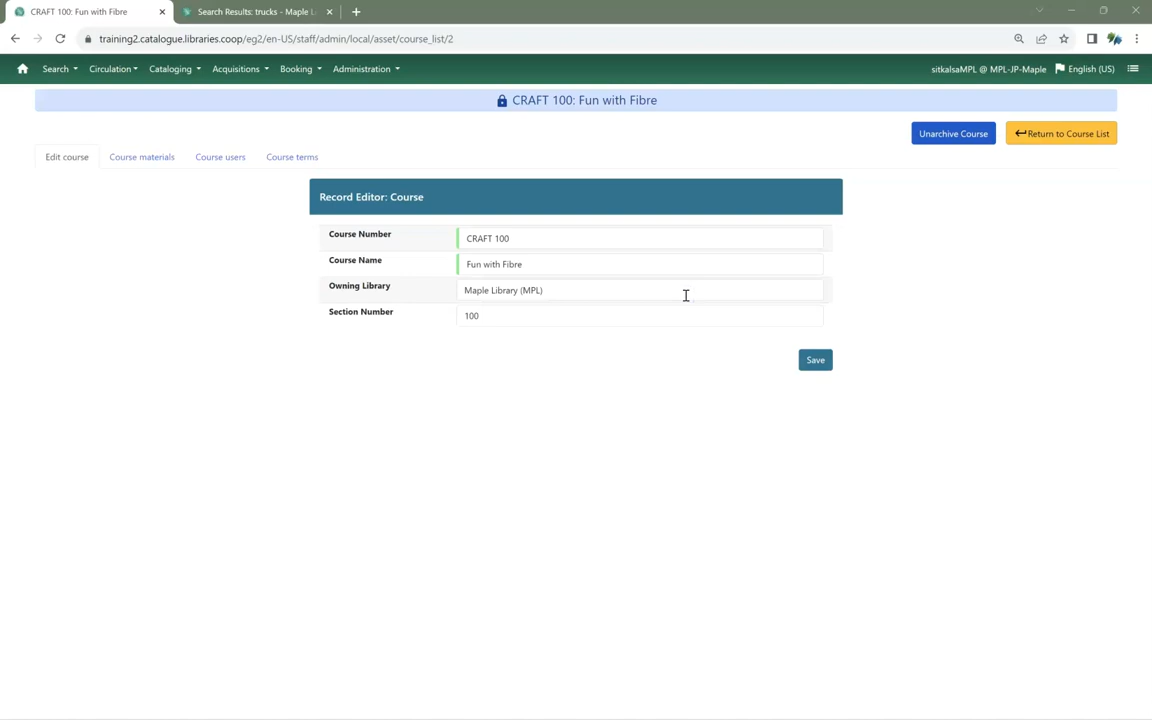 CRAFT 100: Fun with Fibre
Search Results: trucks - Maple L
training2.catalogue.libraries.coop/eg2/en-US/staff/admin/local/asset/course_list/2
Search Circulation Cataloging Acquisitions Booking Administration sitkalsaMPL @ MPL-JP-Maple English (US)
CRAFT 100: Fun with Fibre
Unarchive Course Return to Course List
Edit course Course materials Course users Course terms
Record Editor: Course
Course Number CRAFT 100
Course Name Fun with Fibre
Owning Library Maple Library (MPL)
Section Number 100
Save